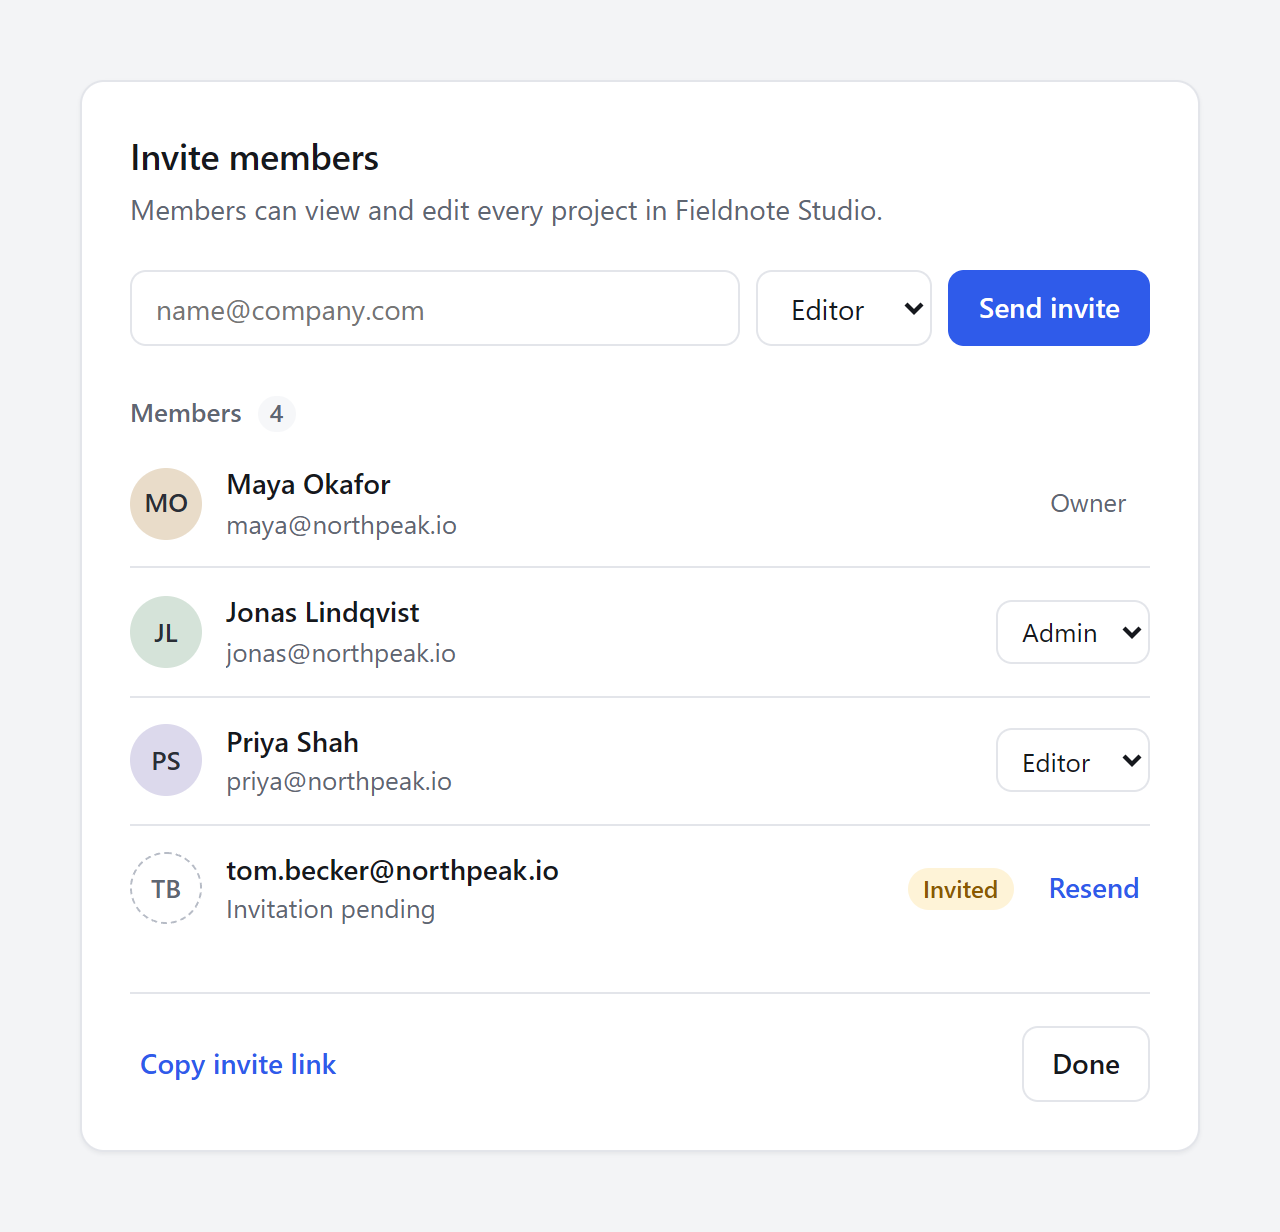 Invite members
Members can view and edit every project in Fieldnote Studio.
name@company.com
Editor
Send invite
Members 4
MO
Maya Okafor
maya@northpeak.io
Owner
JL
Jonas Lindqvist
jonas@northpeak.io
Admin
PS
Priya Shah
priya@northpeak.io
Editor
TB
tom.becker@northpeak.io
Invitation pending
Invited
Resend
Copy invite link
Done